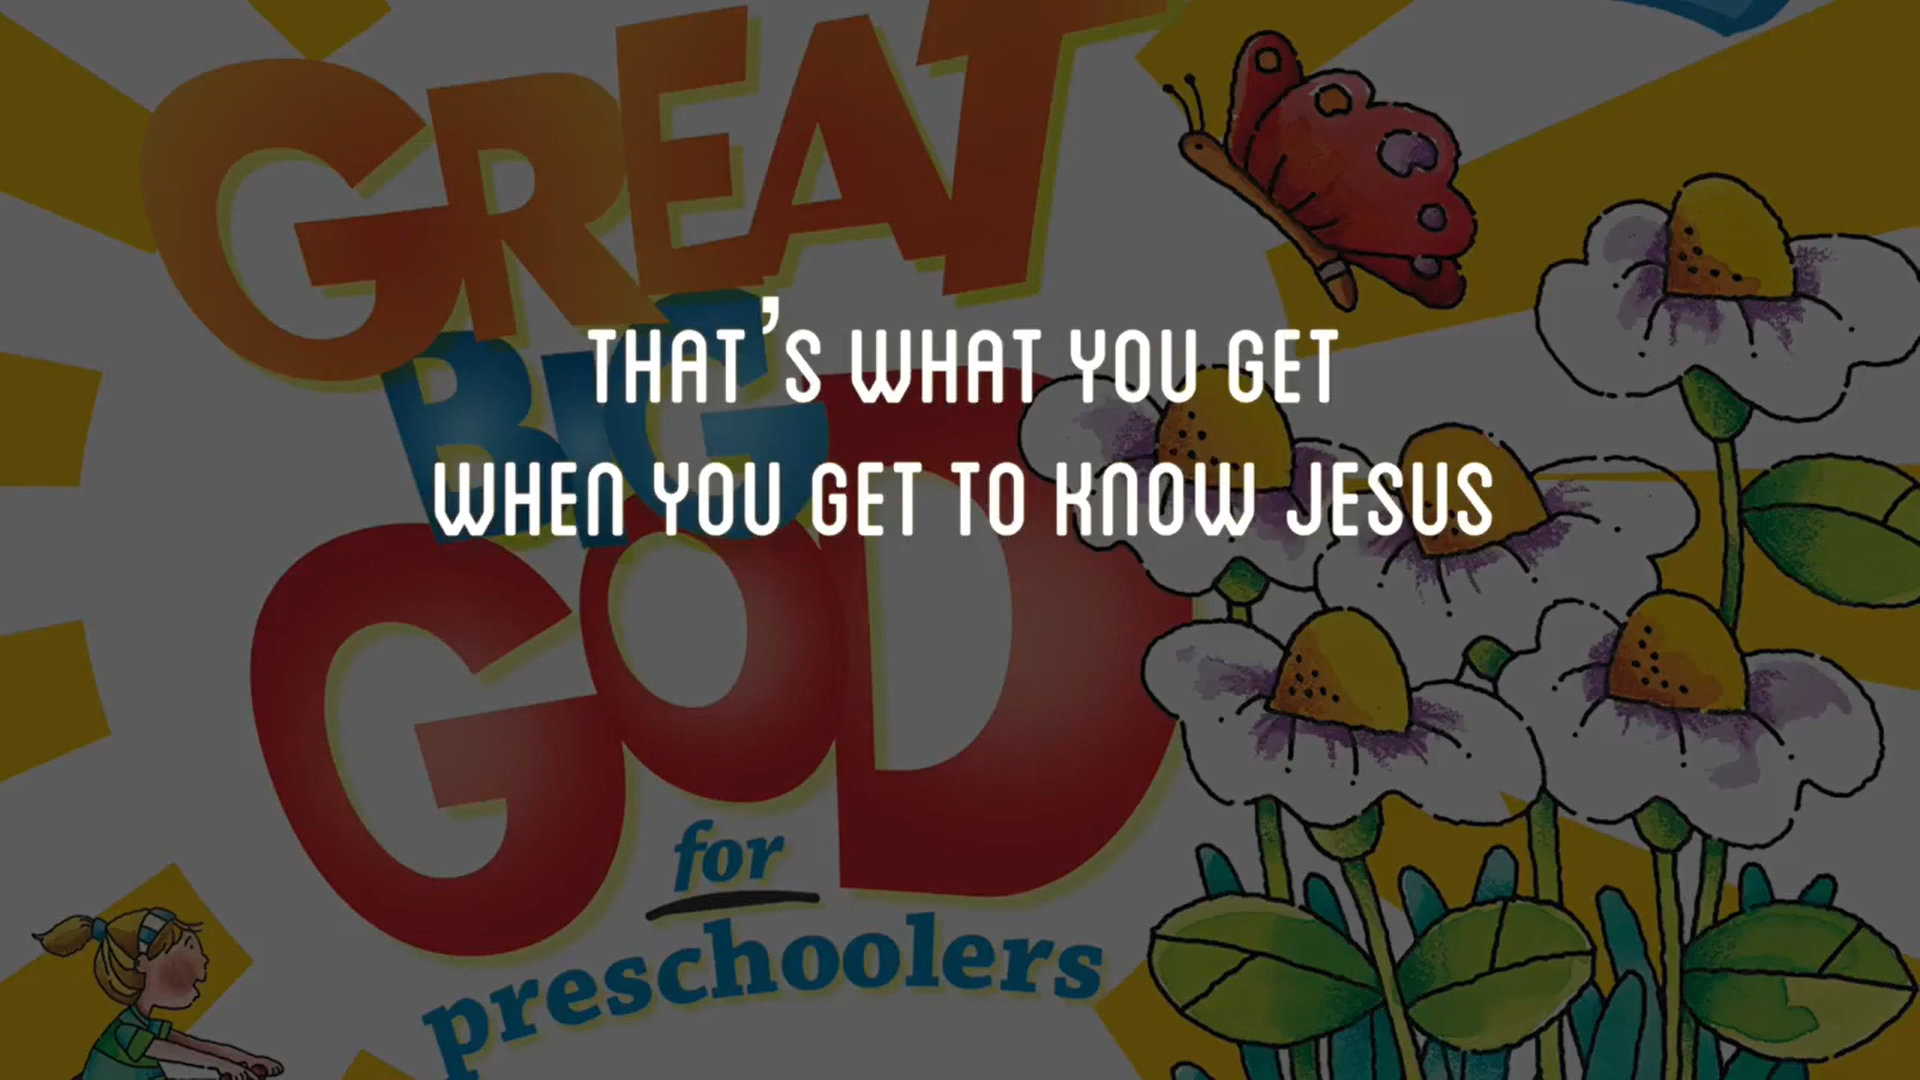 GREAT
BIG
THAT'S WHAT YOU GET
WHEN YOU GET TO KNOW JESUS
GOD
for
preschoolers